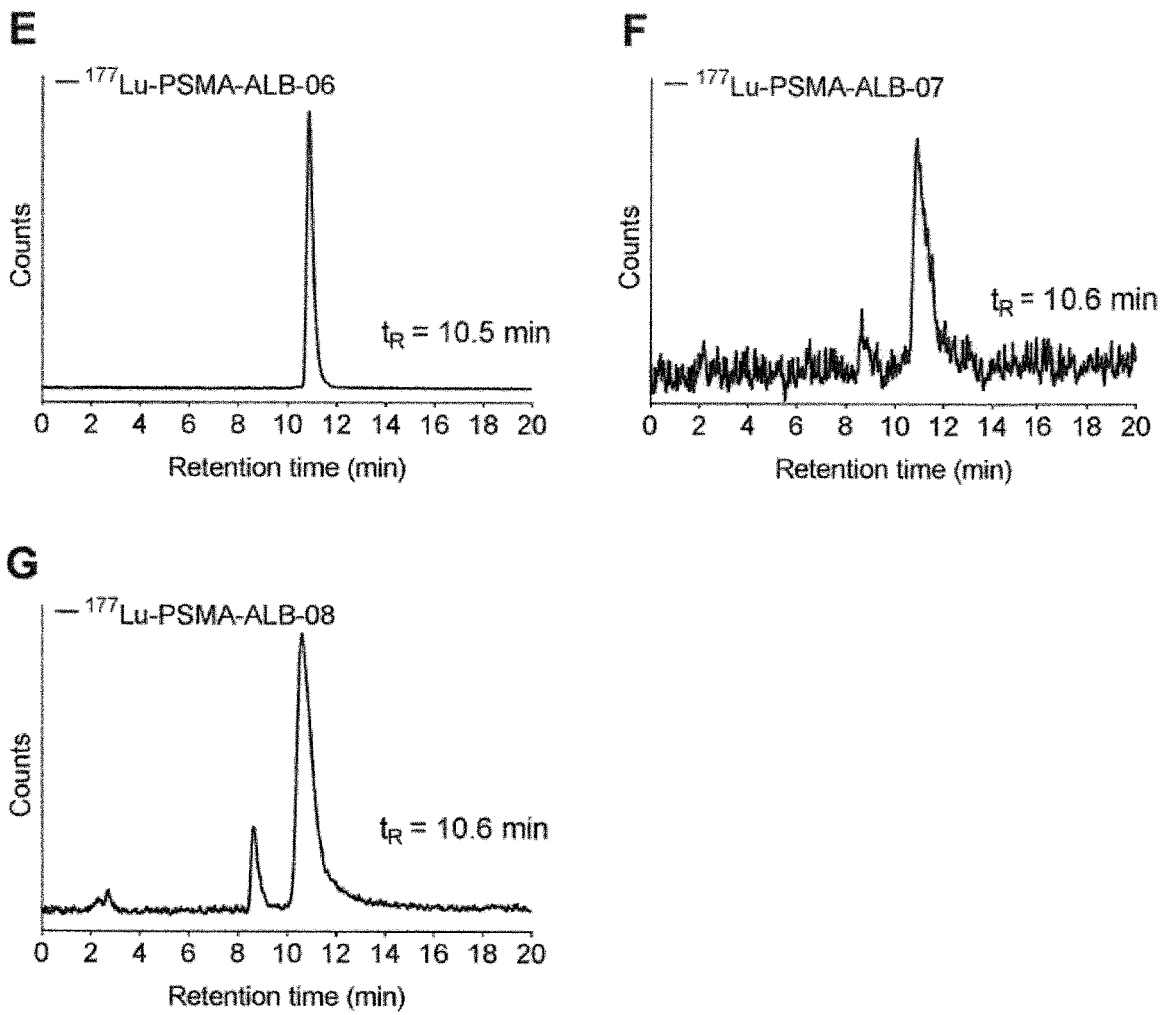 E
— ¹⁷⁷Lu-PSMA-ALB-06
Counts
tR = 10.5 min
0 2 4 6 8 10 12 14 16 18 20
Retention time (min)
F
— ¹⁷⁷Lu-PSMA-ALB-07
Counts
tR = 10.6 min
0 2 4 6 8 10 12 14 16 18 20
Retention time (min)
G
— ¹⁷⁷Lu-PSMA-ALB-08
Counts
tR = 10.6 min
0 2 4 6 8 10 12 14 16 18 20
Retention time (min)